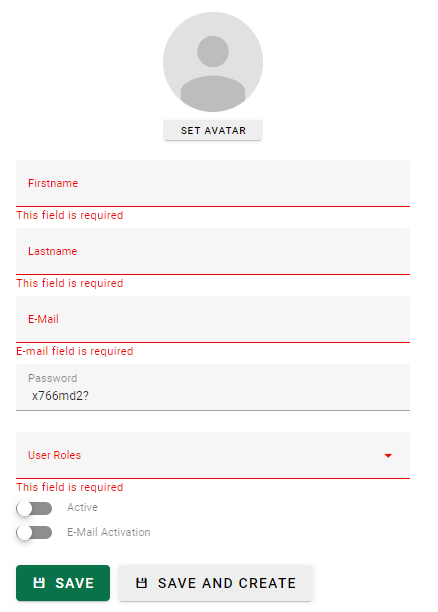 SET AVATAR
Firstname
This field is required
Lastname
This field is required
E-Mail
E-mail field is required
Password
x766md2?
User Roles
This field is required
Active
E-Mail Activation
SAVE SAVE AND CREATE